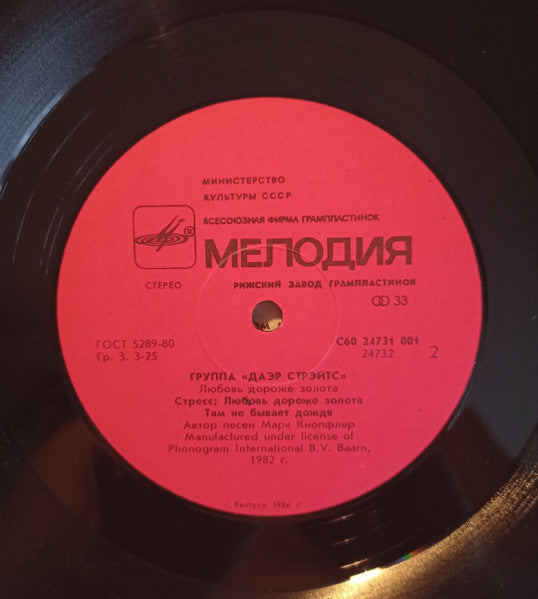 МИНИСТЕРСТВО
КУЛЬТУРЫ СССР
ВСЕСОЮЗНАЯ ФИРМА ГРАМПЛАСТИНОК
®
МЕЛОДИЯ
СТЕРЕО
РИЖСКИЙ ЗАВОД ГРАМПЛАСТИНОК
33
ГОСТ 5289-80
Гр. 3. 3-25
С60 24731 001
24732
2
ГРУППА «ДАЭР СТРЭЙТС»
Любовь дороже золота
Стресс; Любовь дороже золота
Там не бывает дождя
Автор песен Марк Кнопфлер
Manufactured under license of
Phonogram International B.V. Baarn,
1982 г.
Выпуск 1986 г.